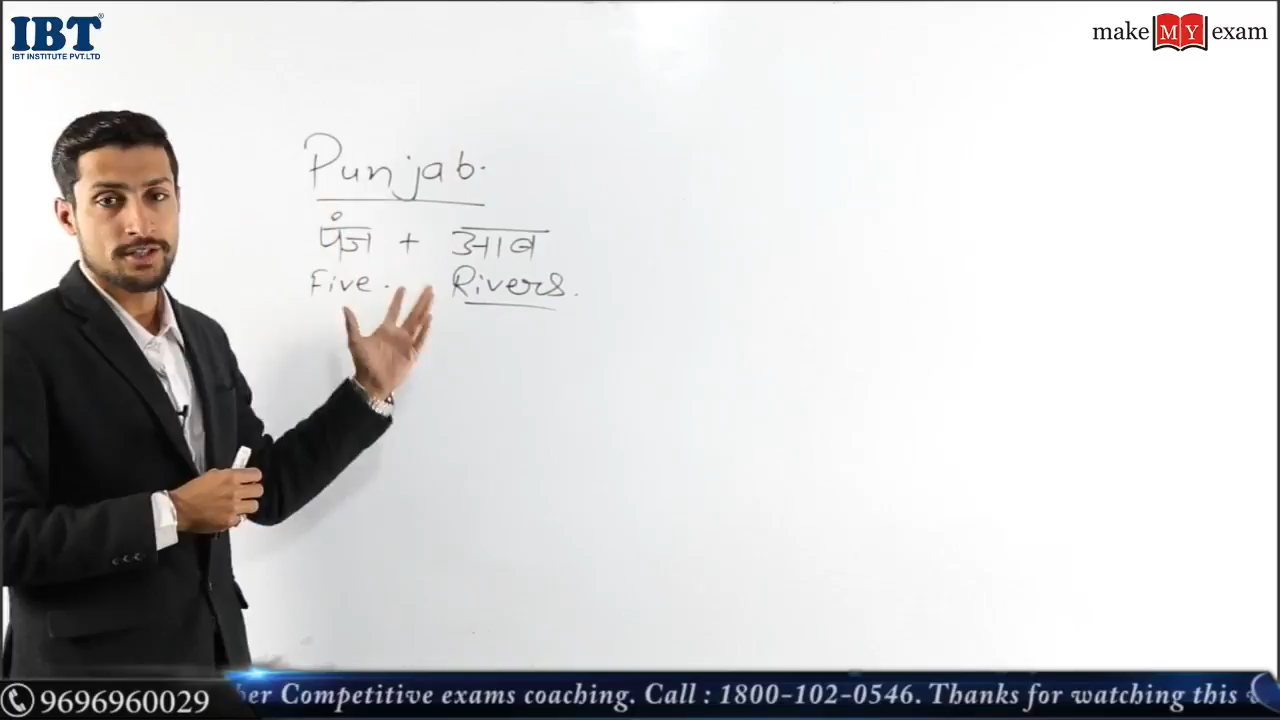 IBT®
IBT INSTITUTE PVT.LTD
make MY exam
Punjab.
पंज + आब
Five. Rivers.
9696960029
her Competitive exams coaching. Call : 1800-102-0546. Thanks for watching this